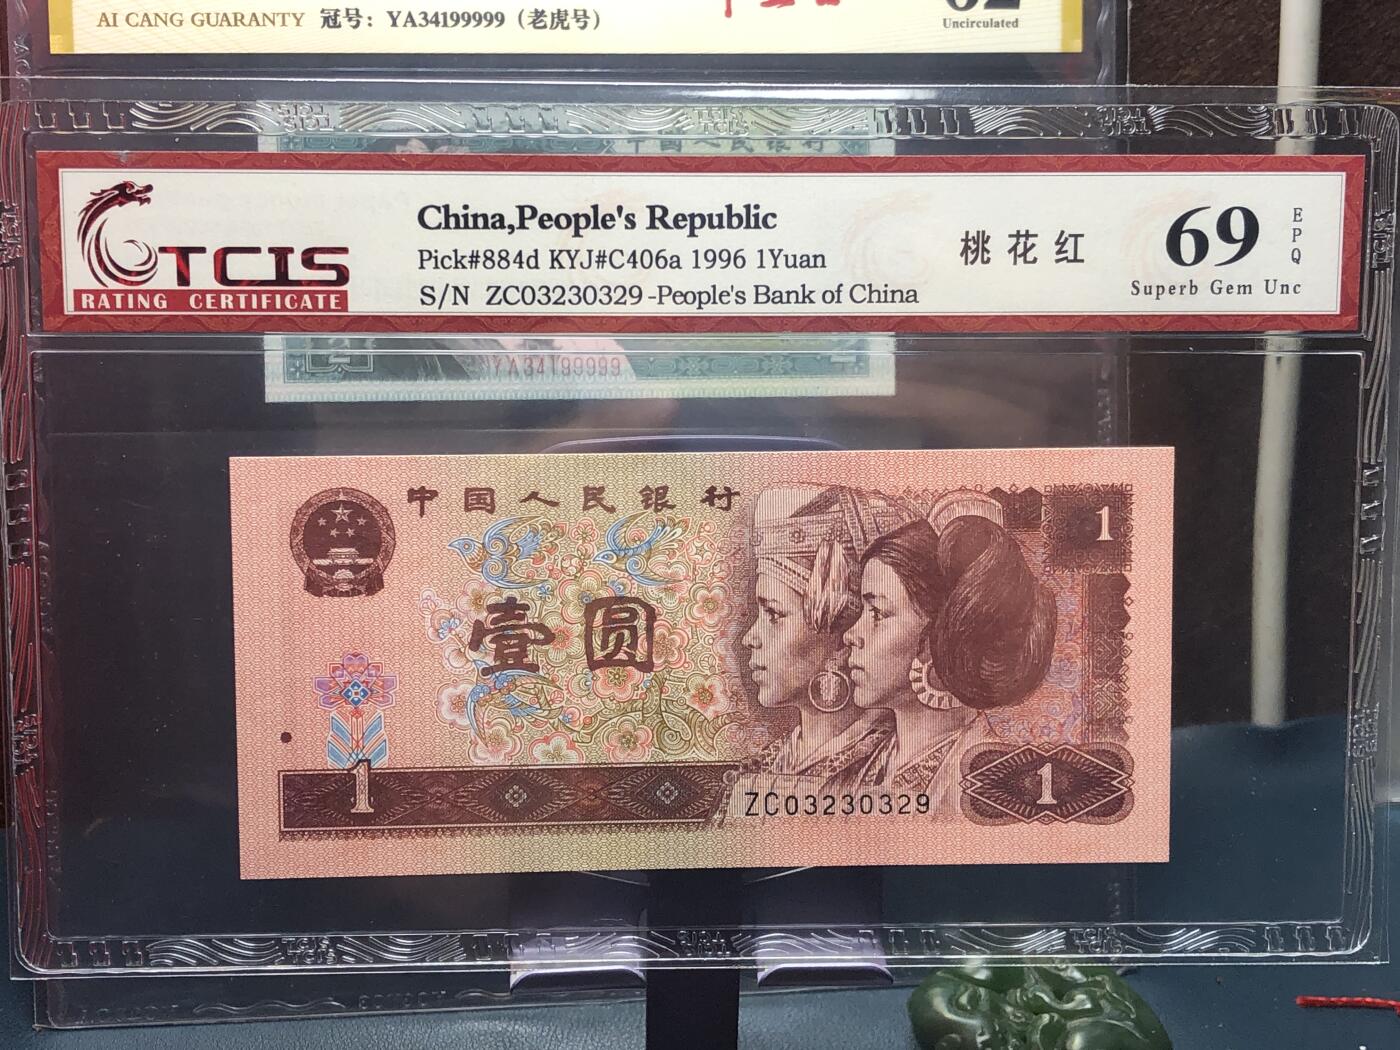 AI CANG GUARANTY 冠号：YA34199999（老虎号）
Uncirculated
TCIS
RATING CERTIFICATE
China,People's Republic
Pick#884d KYJ#C406a 1996 1Yuan
S/N ZC03230329-People's Bank of China
桃花红
69
EPQ
Superb Gem Unc
YA34199999
中国人民银行
1
壹圆
1
1
ZC03230329